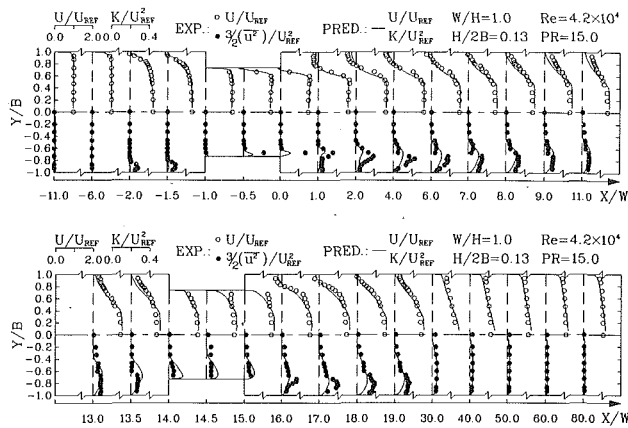 U/U_REF K/U²_REF EXP.: ○ U/U_REF PRED.: — U/U_REF W/H=1.0 Re=4.2×10⁴
0 2.0 0 0.4 ● 3/2(u²)/U²_REF K/U²_REF H/2B=0.13 PR=15.0
Y/B
1.0
0.8
0.6
0.4
0.2
0.0
-0.2
-0.4
-0.6
-0.8
-1.0
-11.0 -6.0 -2.0 -1.5 -1.0 -0.5 0.0 1.0 2.0 4.0 5.0 6.0 7.0 8.0 9.0 11.0 X/W
U/U_REF K/U²_REF EXP.: ○ U/U_REF PRED.: — U/U_REF W/H=1.0 Re=4.2×10⁴
0 2.0 0 0.4 ● 3/2(u²)/U²_REF K/U²_REF H/2B=0.13 PR=15.0
Y/B
1.0
0.8
0.6
0.4
0.2
0.0
-0.2
-0.4
-0.6
-0.8
-1.0
13.0 13.5 14.0 14.5 15.0 16.0 17.0 18.0 19.0 30.0 40.0 50.0 60.0 80.0 X/W